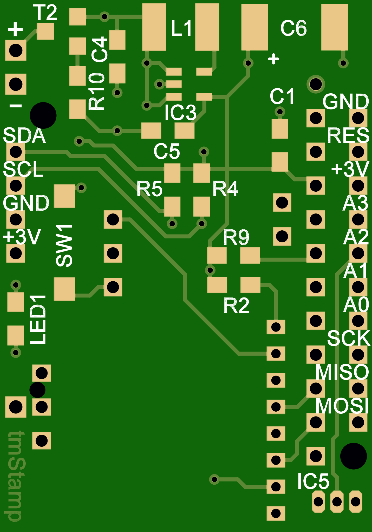 T2
L1
C6
+
C4
R10
+
IC3
-
C1
GND
SDA
RES
C5
SCL
+3V
R5
R4
GND
A3
+3V
SW1
R9
A2
A1
R2
A0
LED1
SCK
MISO
MOSI
tmStamp
IC5